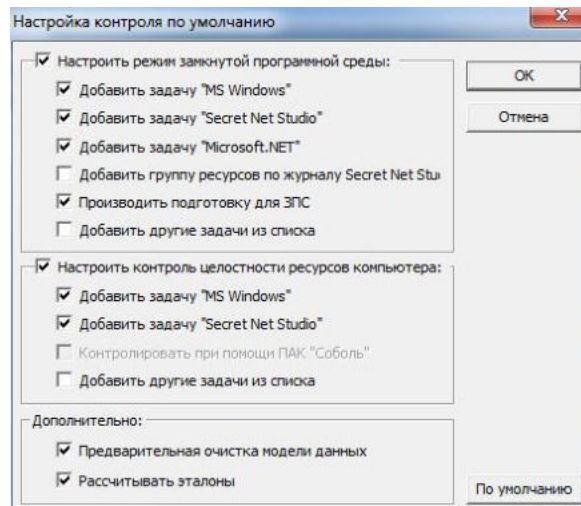 Настройка контроля по умолчанию
Настроить режим замкнутой программной среды:
Добавить задачу "MS Windows"
Добавить задачу "Secret Net Studio"
Добавить задачу "Microsoft.NET"
Добавить группу ресурсов по журналу Secret Net Stu
Производить подготовку для ЗПС
Добавить другие задачи из списка
Настроить контроль целостности ресурсов компьютера:
Добавить задачу "MS Windows"
Добавить задачу "Secret Net Studio"
Контролировать при помощи ПАК "Соболь"
Добавить другие задачи из списка
Дополнительно:
Предварительная очистка модели данных
Рассчитывать эталоны
OK
Отмена
По умолчанию